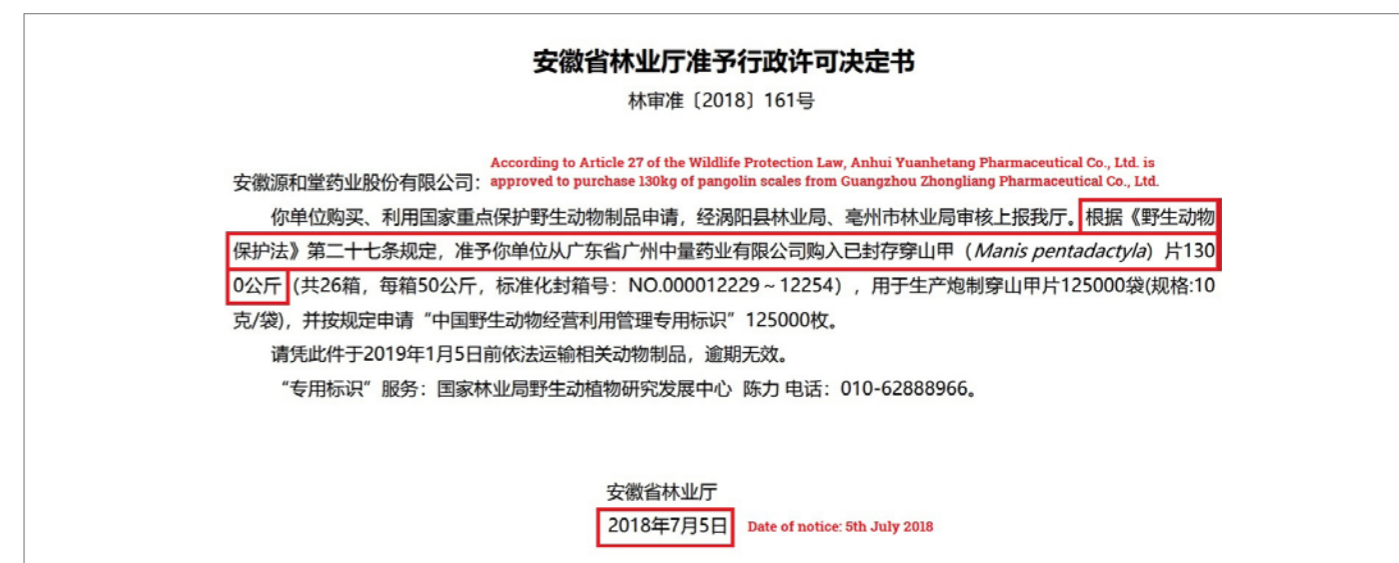 安徽省林业厅准予行政许可决定书
林审准〔2018〕161号
According to Article 27 of the Wildlife Protection Law, Anhui Yuanhetang Pharmaceutical Co., Ltd. is
approved to purchase 130kg of pangolin scales from Guangzhou Zhongliang Pharmaceutical Co., Ltd.
安徽源和堂药业股份有限公司：
你单位购买、利用国家重点保护野生动物制品申请，经涡阳县林业局、亳州市林业局审核上报我厅。根据《野生动物
保护法》第二十七条规定，准予你单位从广东省广州中量药业有限公司购入已封存穿山甲（Manis pentadactyla）片130
0公斤（共26箱，每箱50公斤，标准化封箱号：NO.000012229～12254），用于生产炮制穿山甲片125000袋(规格:10
克/袋)，并按规定申请“中国野生动物经营利用管理专用标识”125000枚。
请凭此件于2019年1月5日前依法运输相关动物制品，逾期无效。
“专用标识”服务：国家林业局野生动植物研究发展中心 陈力 电话：010-62888966。
安徽省林业厅
2018年7月5日 Date of notice: 5th July 2018